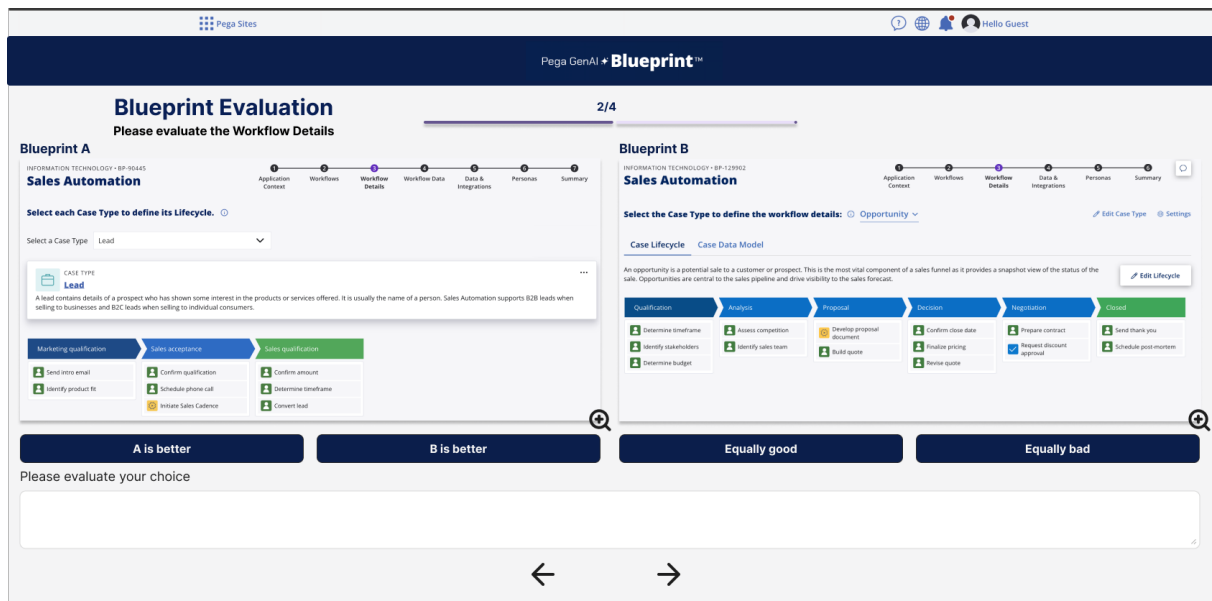 Pega Sites
Hello Guest
Pega GenAI Blueprint™
Blueprint Evaluation
2/4
Please evaluate the Workflow Details
Blueprint A
INFORMATION TECHNOLOGY • BP-90445
Sales Automation
1 2 3 4 5 6 7
Application Context
Workflows
Workflow Details
Workflow Data
Data & Integrations
Personas
Summary
Select each Case Type to define its Lifecycle.
Select a Case Type
Lead
CASE TYPE
Lead
A lead contains details of a prospect who has shown some interest in the products or services offered. It is usually the name of a person. Sales Automation supports B2B leads when
selling to businesses and B2C leads when selling to individual consumers.
Marketing qualification
Sales acceptance
Sales qualification
Send intro email
Confirm qualification
Confirm amount
Identify product fit
Schedule phone call
Determine timeframe
Initiate Sales Cadence
Convert lead
Blueprint B
INFORMATION TECHNOLOGY • BP-129902
Sales Automation
1 2 3 4 5 6
Application Context
Workflows
Workflow Details
Data & Integrations
Personas
Summary
Select the Case Type to define the workflow details:
Opportunity
Edit Case Type
Settings
Case Lifecycle
Case Data Model
An opportunity is a potential sale to a customer or prospect. This is the most vital component of a sales funnel as it provides a snapshot view of the status of the
sale. Opportunities are central to the sales pipeline and drive visibility to the sales forecast.
Edit Lifecycle
Qualification
Analysis
Proposal
Decision
Negotiation
Closed
Determine timeframe
Assess competition
Develop proposal document
Confirm close date
Prepare contract
Send thank you
Identify stakeholders
Identify sales team
Build quote
Finalize pricing
Request discount approval
Schedule post-mortem
Determine budget
Revise quote
A is better
B is better
Equally good
Equally bad
Please evaluate your choice